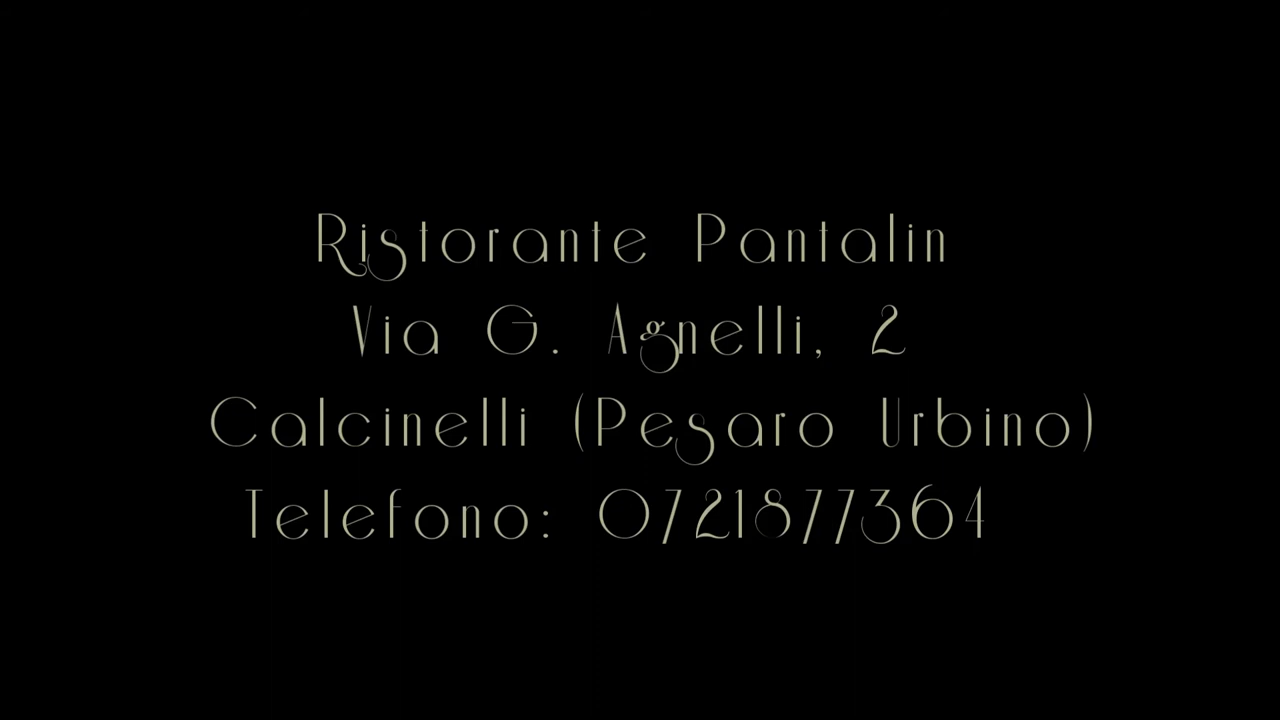 Ristorante Pantalin
Via G. Agnelli, 2
Calcinelli (Pesaro Urbino)
Telefono: 0721877364